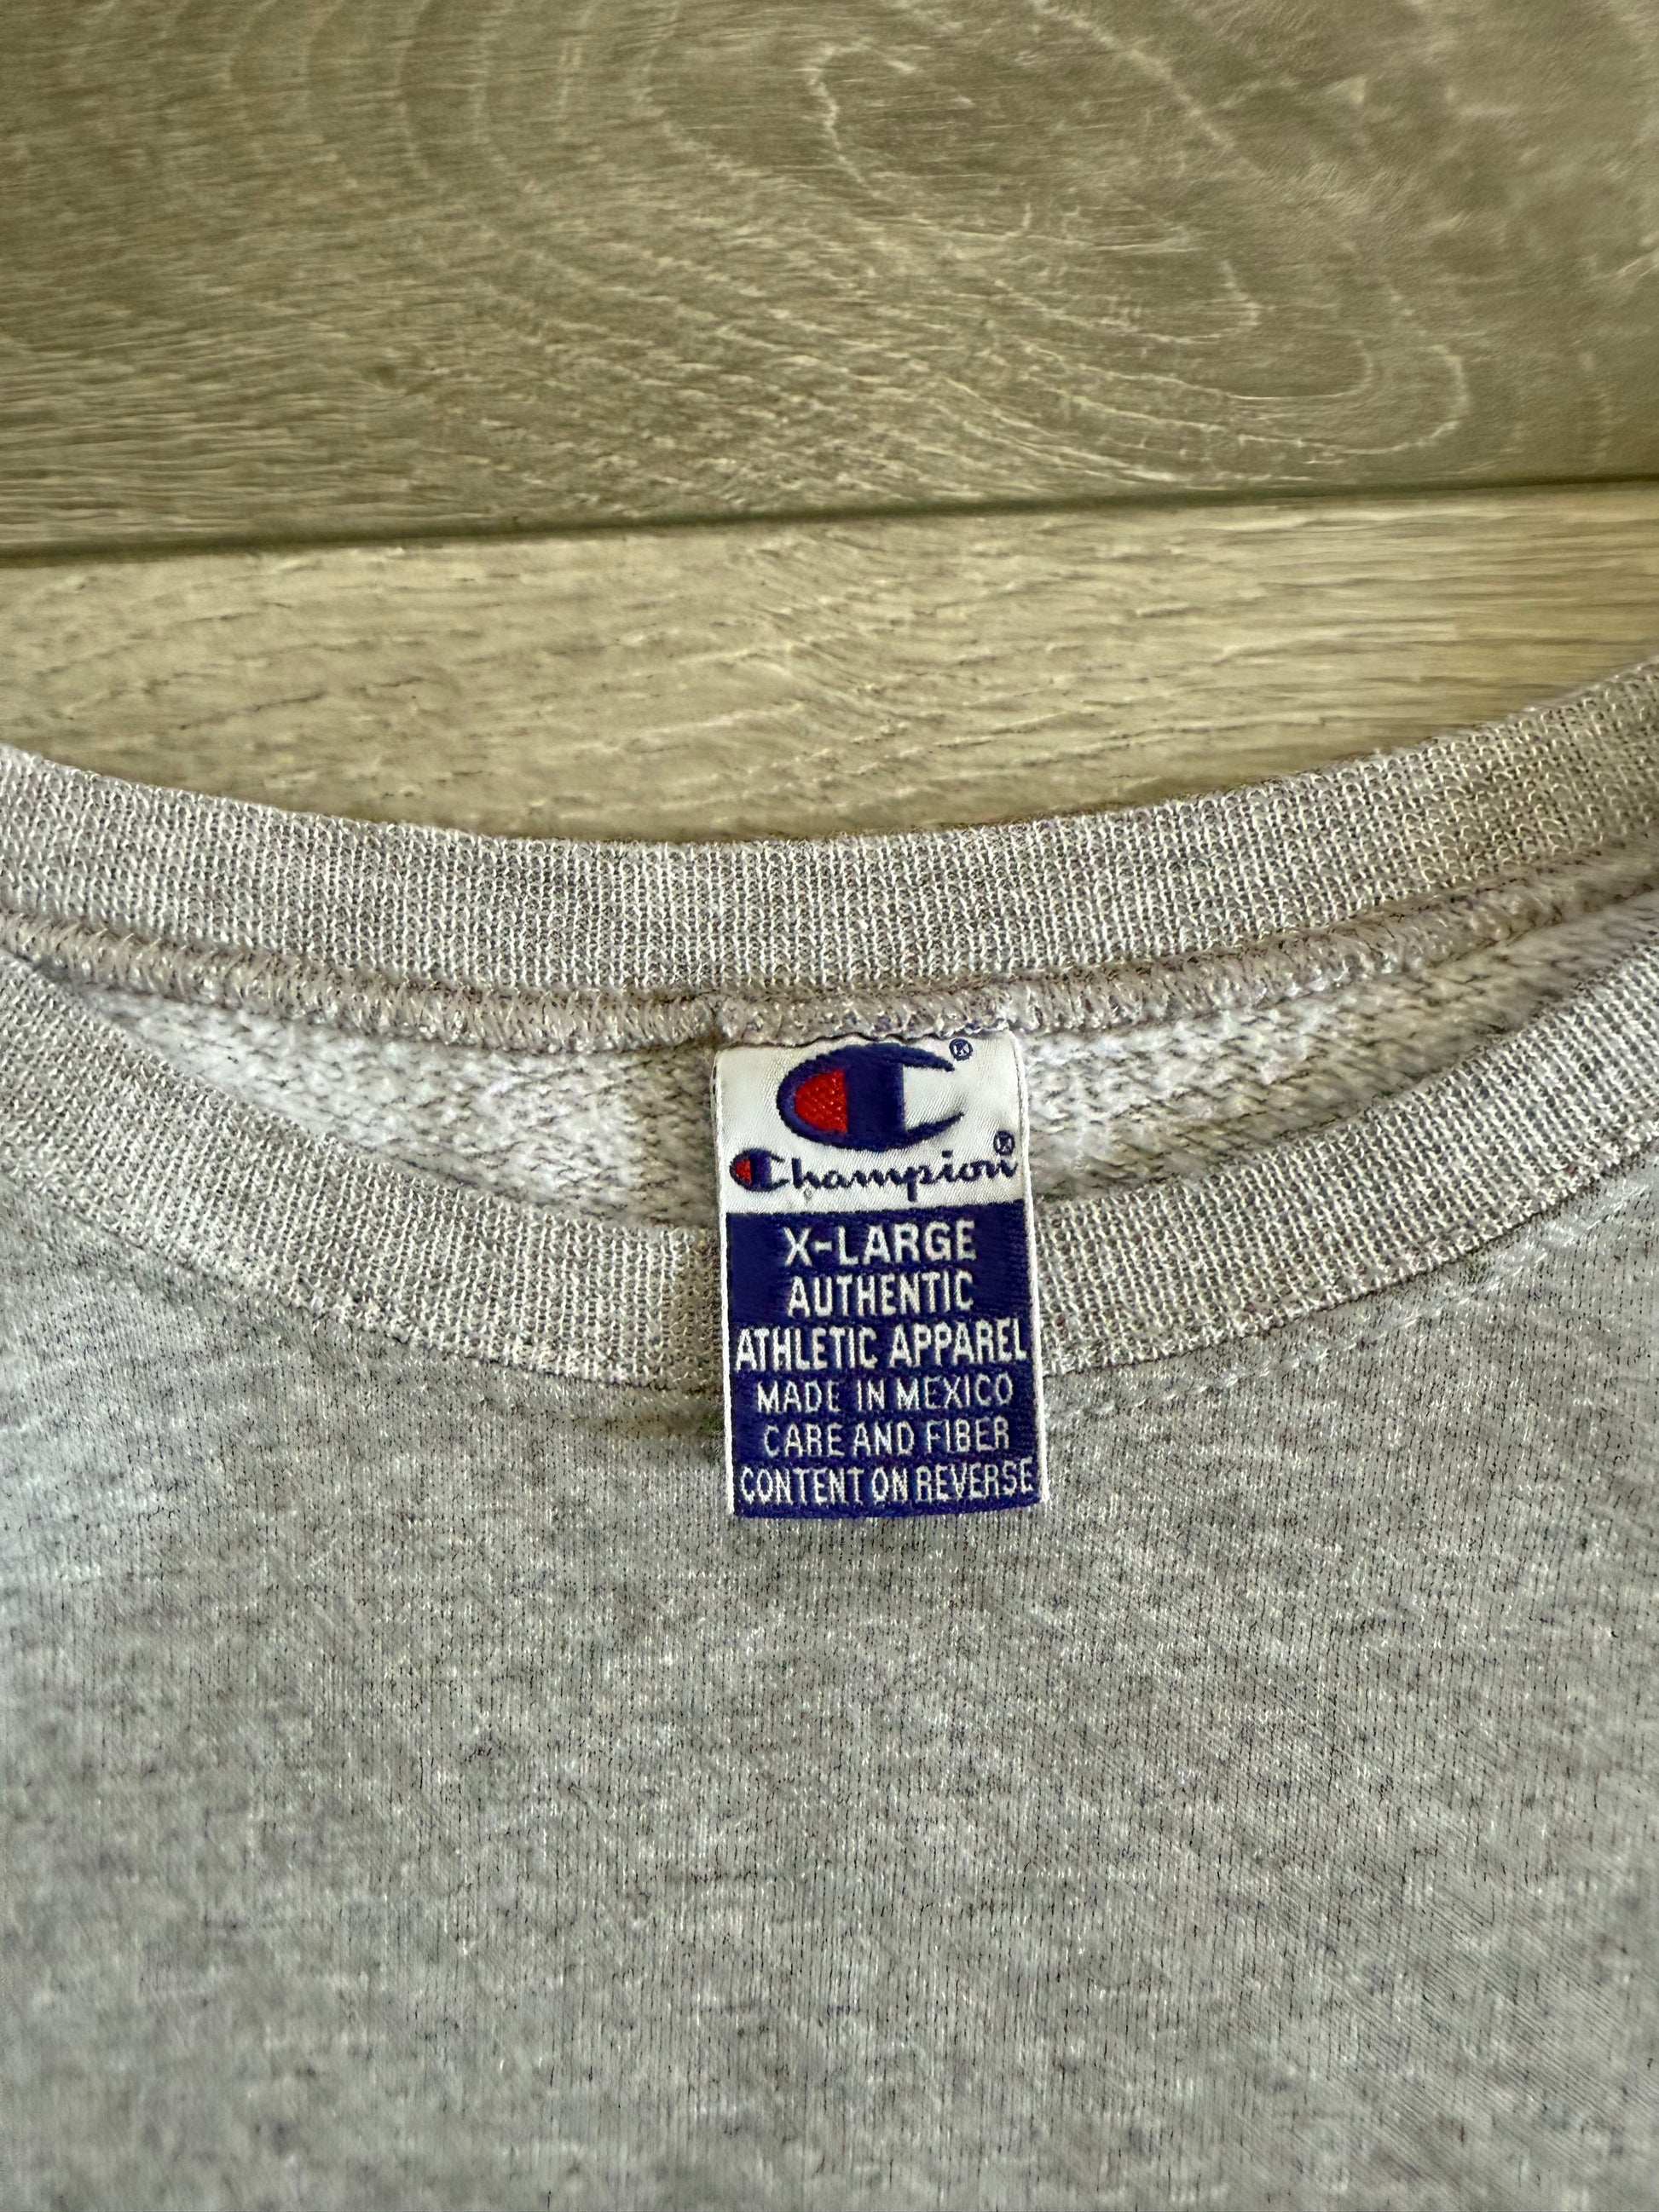 ®
Champion®
X-LARGE
AUTHENTIC
ATHLETIC APPAREL
MADE IN MEXICO
CARE AND FIBER
CONTENT ON REVERSE